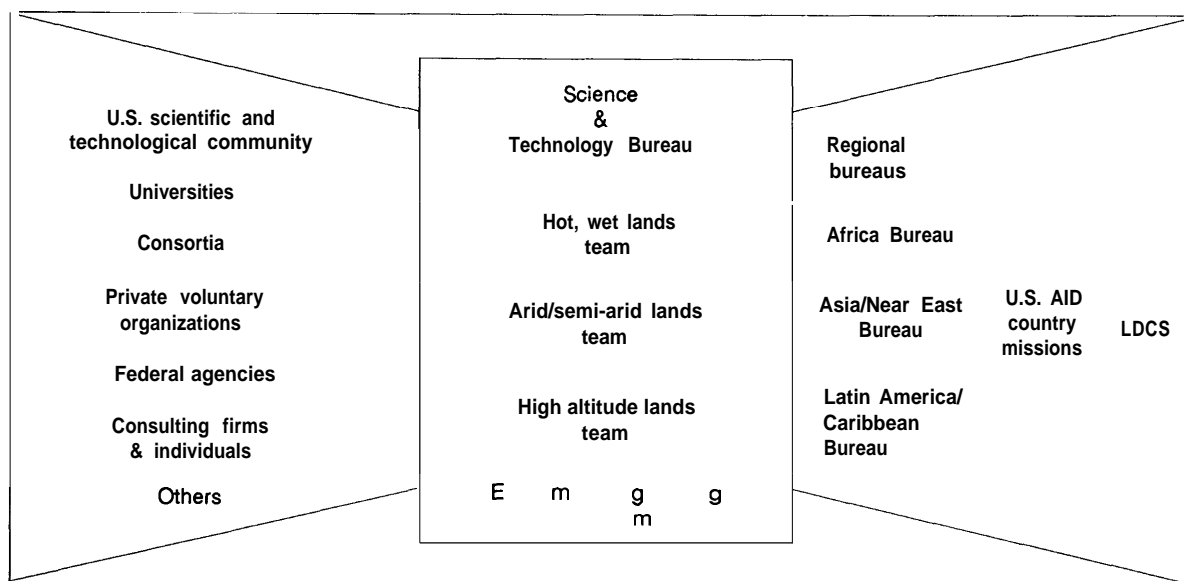 U.S. scientific and
technological community
Universities
Consortia
Private voluntary
organizations
Federal agencies
Consulting firms
& individuals
Others
Science
&
Technology Bureau
Hot, wet lands
team
Arid/semi-arid lands
team
High altitude lands
team
E m g g
m
Regional
bureaus
Africa Bureau
Asia/Near East
Bureau
Latin America/
Caribbean
Bureau
U.S. AID
country
missions
LDCS